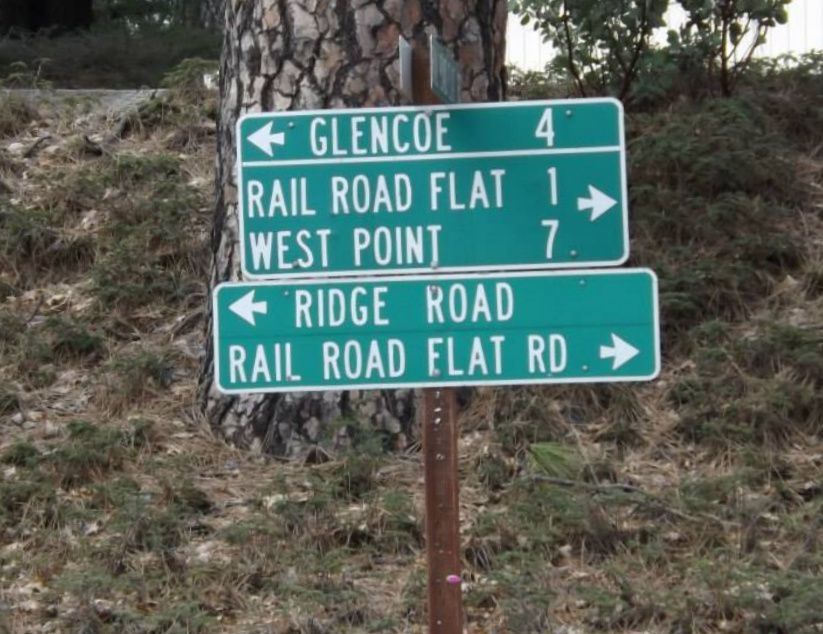 GLENCOE 4
RAIL ROAD FLAT 1
WEST POINT 7
RIDGE ROAD
RAIL ROAD FLAT RD